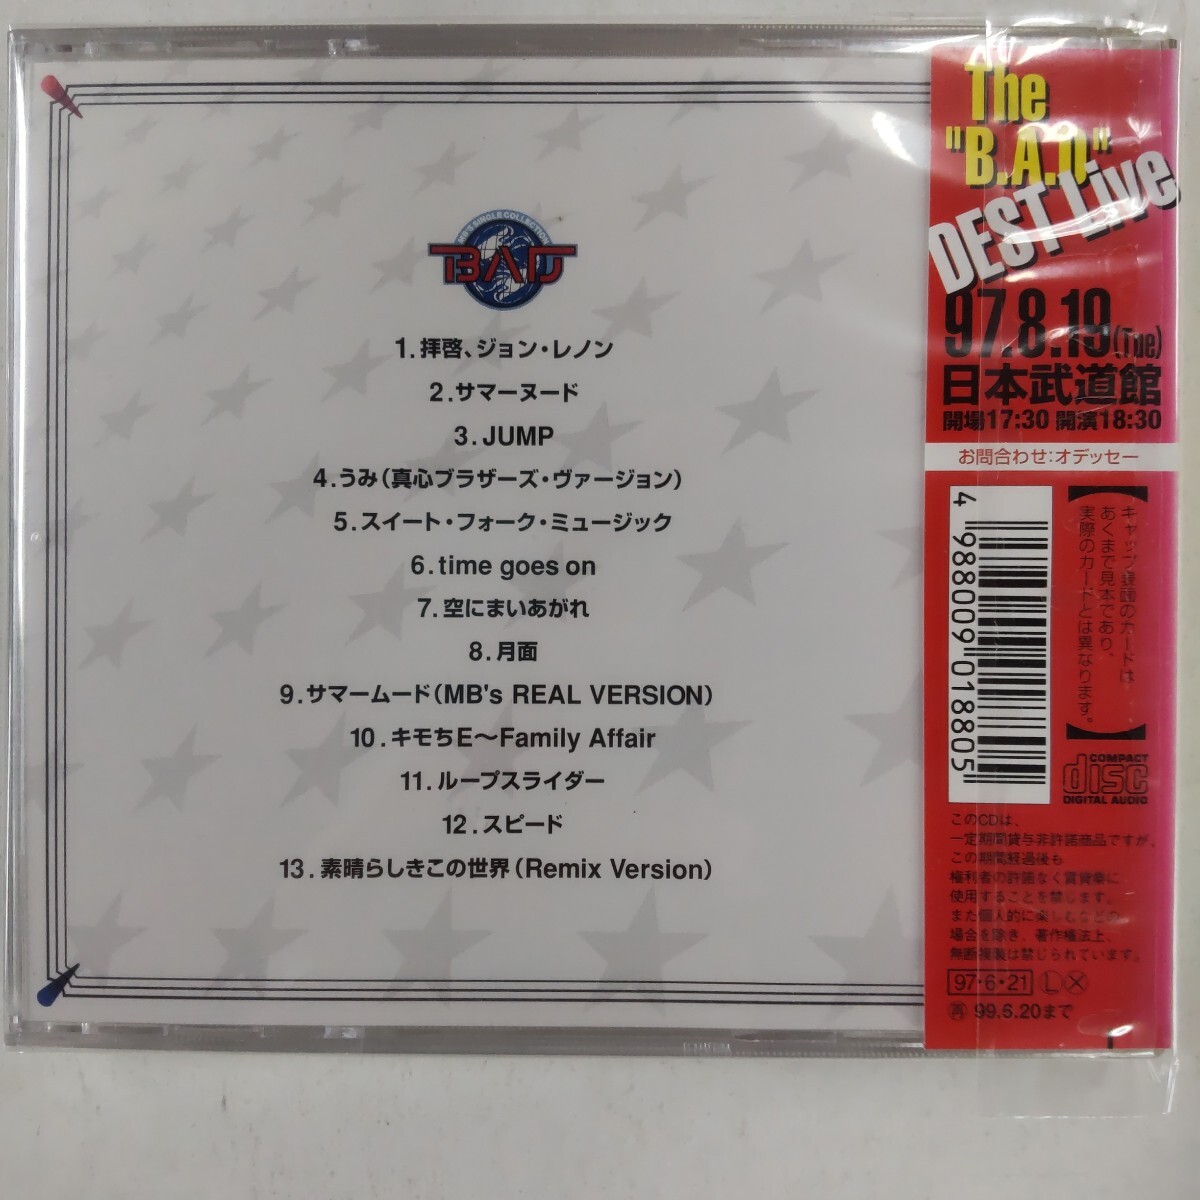 MB'S SINGLE COLLECTION
BAD
1.拝啓、ジョン・レノン
2.サマーヌード
3.JUMP
4.うみ(真心ブラザーズ・ヴァージョン)
5.スイート・フォーク・ミュージック
6.time goes on
7.空にまいあがれ
8.月面
9.サマームード(MB's REAL VERSION)
10.キモちE〜Family Affair
11.ループスライダー
12.スピード
13.素晴らしきこの世界(Remix Version)
The
"B.A.D"
DEST Live
97.8.19(Tue)
日本武道館
開場17:30 開演18:30
お問合わせ:オデッセー
4 988009 018805
【キャップ
のカードは
あくまで見本であり、
実際のカードとは異なります。】
COMPACT
disc
DIGITAL AUDIO
このCDは、
一定期間貸与非許諾商品ですが、
この期間経過後も
権利者の許諾なく賃貸業に
使用することを禁じます。
また個人的に楽しむなどの
場合を除き、著作権法上、
無断複製は禁じられています。
97・6・21 Ⓛ Ⓧ
㋐ 99.6.20まで